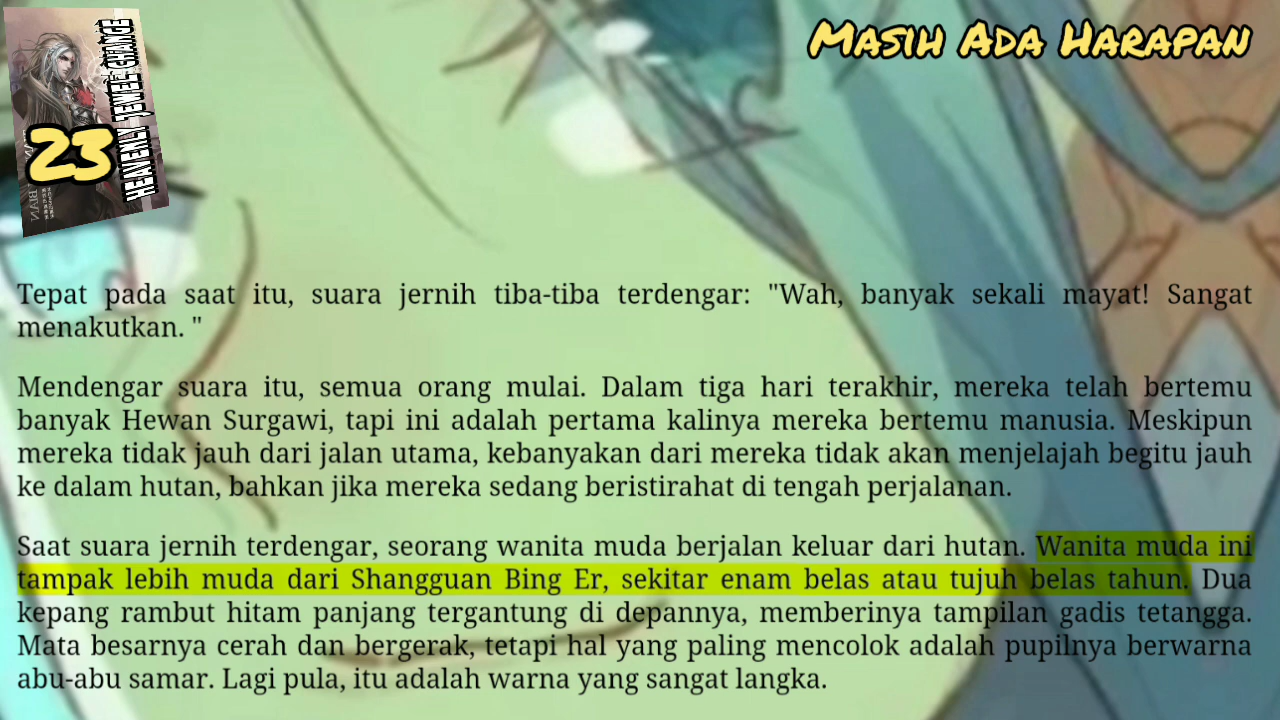 Masih Ada Harapan
HEAVENLY JEWEL CHANGE
23
Tepat pada saat itu, suara jernih tiba-tiba terdengar: "Wah, banyak sekali mayat! Sangat
menakutkan. "
Mendengar suara itu, semua orang mulai. Dalam tiga hari terakhir, mereka telah bertemu
banyak Hewan Surgawi, tapi ini adalah pertama kalinya mereka bertemu manusia. Meskipun
mereka tidak jauh dari jalan utama, kebanyakan dari mereka tidak akan menjelajah begitu jauh
ke dalam hutan, bahkan jika mereka sedang beristirahat di tengah perjalanan.
Saat suara jernih terdengar, seorang wanita muda berjalan keluar dari hutan. Wanita muda ini
tampak lebih muda dari Shangguan Bing Er, sekitar enam belas atau tujuh belas tahun. Dua
kepang rambut hitam panjang tergantung di depannya, memberinya tampilan gadis tetangga.
Mata besarnya cerah dan bergerak, tetapi hal yang paling mencolok adalah pupilnya berwarna
abu-abu samar. Lagi pula, itu adalah warna yang sangat langka.